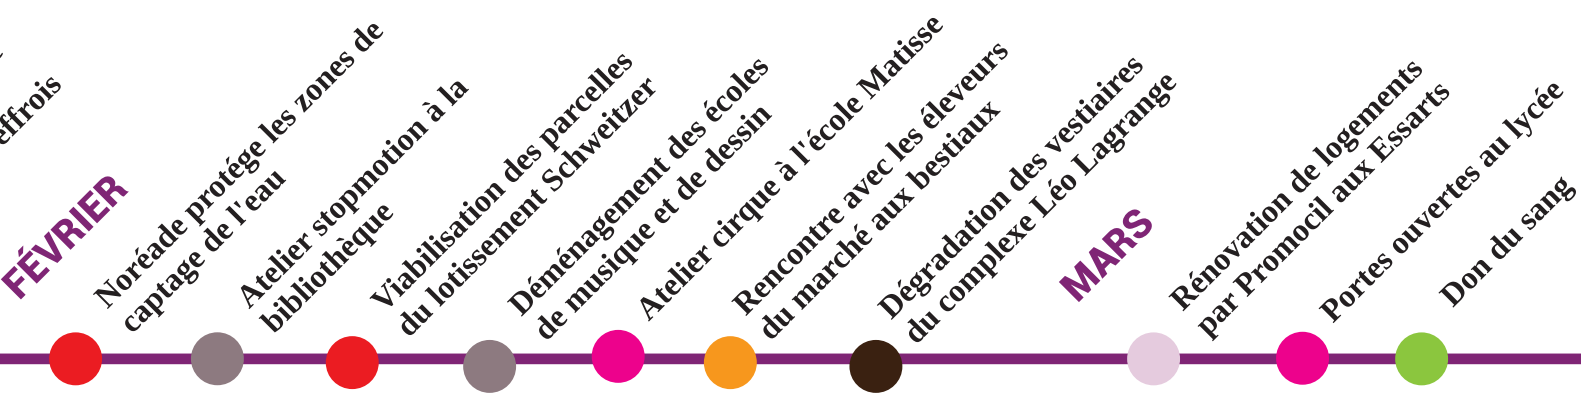 effrois
FÉVRIER
Noréade protége les zones de
captage de l'eau
Atelier stopmotion à la
bibliothèque
Viabilisation des parcelles
du lotissement Schweitzer
Déménagement des écoles
de musique et de dessin
Atelier cirque à l'école Matisse
Rencontre avec les éleveurs
du marché aux bestiaux
Dégradation des vestiaires
du complexe Léo Lagrange
MARS
Rénovation de logements
par Promocil aux Essarts
Portes ouvertes au lycée
Don du sang